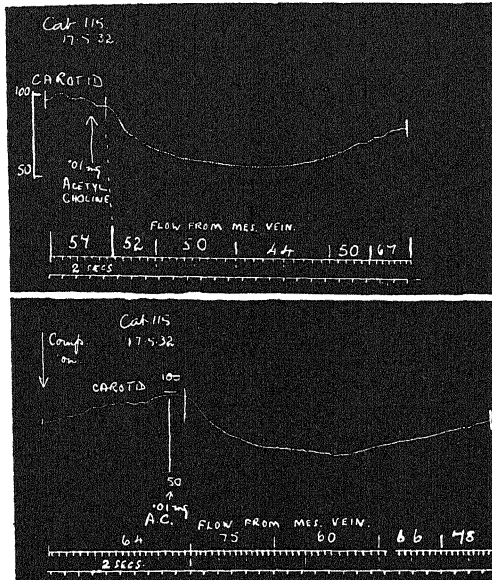 Cat 115
17.5.32
CAROTID
100
50
.01 mg
ACETYL
CHOLINE
FLOW FROM MES. VEIN.
54 52 50 44 50 67
2 SECS
Cat 115
17.5.32
Comp
on
CAROTID
100
50
.01 mg
A.C.
FLOW FROM MES. VEIN.
64 75 60 66 78
2 SECS